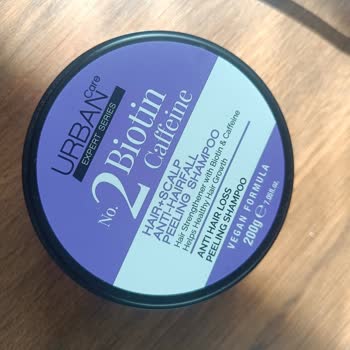 URBAN Care
EXPERT SERIES
No. 2 Biotin
Caffeine
HAIR+SCALP
ANTI-HAIRFALL
PEELING SHAMPOO
Hair Strengthener with Biotin & Caffeine
Helps Healthy Hair Growth
ANTI HAIR LOSS
PEELING SHAMPOO
VEGAN FORMULA
200g ℮